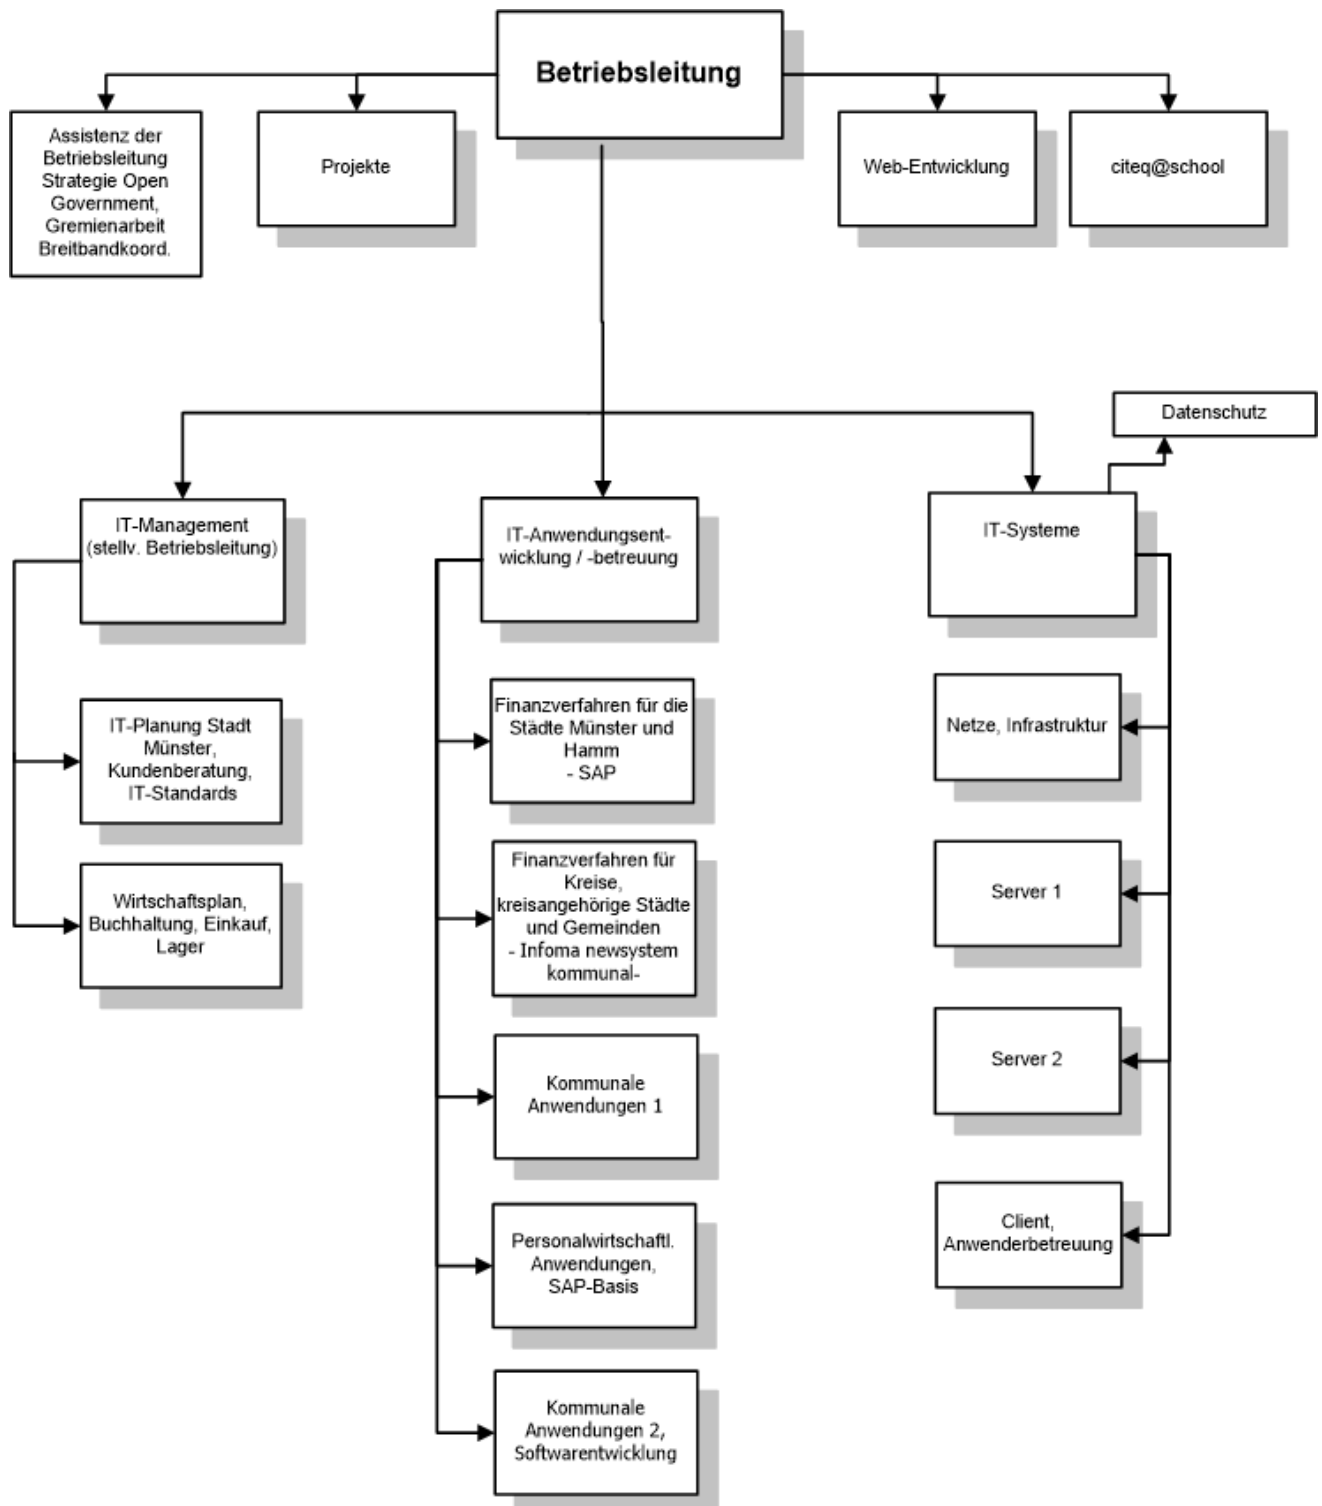 Betriebsleitung
Assistenz der
Betriebsleitung
Strategie Open
Government,
Gremienarbeit
Breitbandkoord.
Projekte
Web-Entwicklung
citeq@school
Datenschutz
IT-Management
(stellv. Betriebsleitung)
IT-Planung Stadt
Münster,
Kundenberatung,
IT-Standards
Wirtschaftsplan,
Buchhaltung, Einkauf,
Lager
IT-Anwendungsent-
wicklung / -betreuung
Finanzverfahren für die
Städte Münster und
Hamm
- SAP
Finanzverfahren für
Kreise,
kreisangehörige Städte
und Gemeinden
- Infoma newsystem
kommunal-
Kommunale
Anwendungen 1
Personalwirtschaftl.
Anwendungen,
SAP-Basis
Kommunale
Anwendungen 2,
Softwarentwicklung
IT-Systeme
Netze, Infrastruktur
Server 1
Server 2
Client,
Anwenderbetreuung